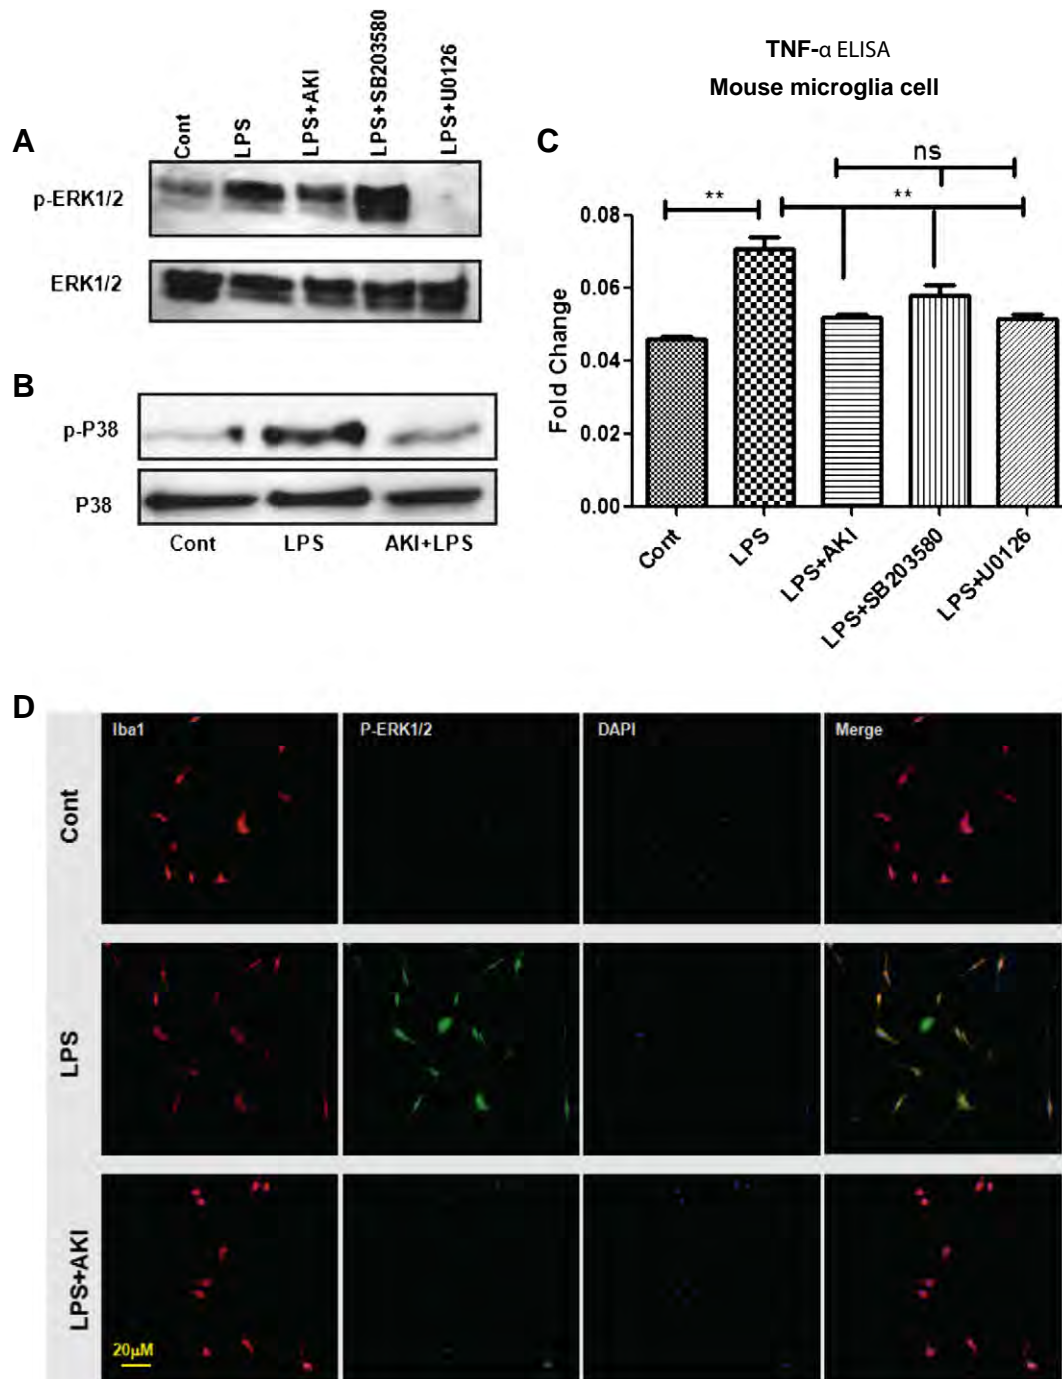 A
Cont
LPS
LPS+AKI
LPS+SB203580
LPS+U0126
p-ERK1/2
ERK1/2
B
p-P38
P38
Cont LPS AKI+LPS
C
TNF-α ELISA
Mouse microglia cell
ns
** **
Fold Change
0.08
0.06
0.04
0.02
0.00
Cont
LPS
LPS+AKI
LPS+SB203580
LPS+U0126
D
Iba1 P-ERK1/2 DAPI Merge
Cont
LPS
LPS+AKI
20μM